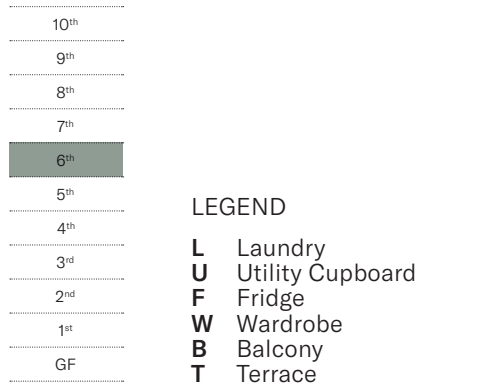 10th
9th
8th
7th
6th
5th
4th
3rd
2nd
1st
GF
LEGEND
L Laundry
U Utility Cupboard
F Fridge
W Wardrobe
B Balcony
T Terrace